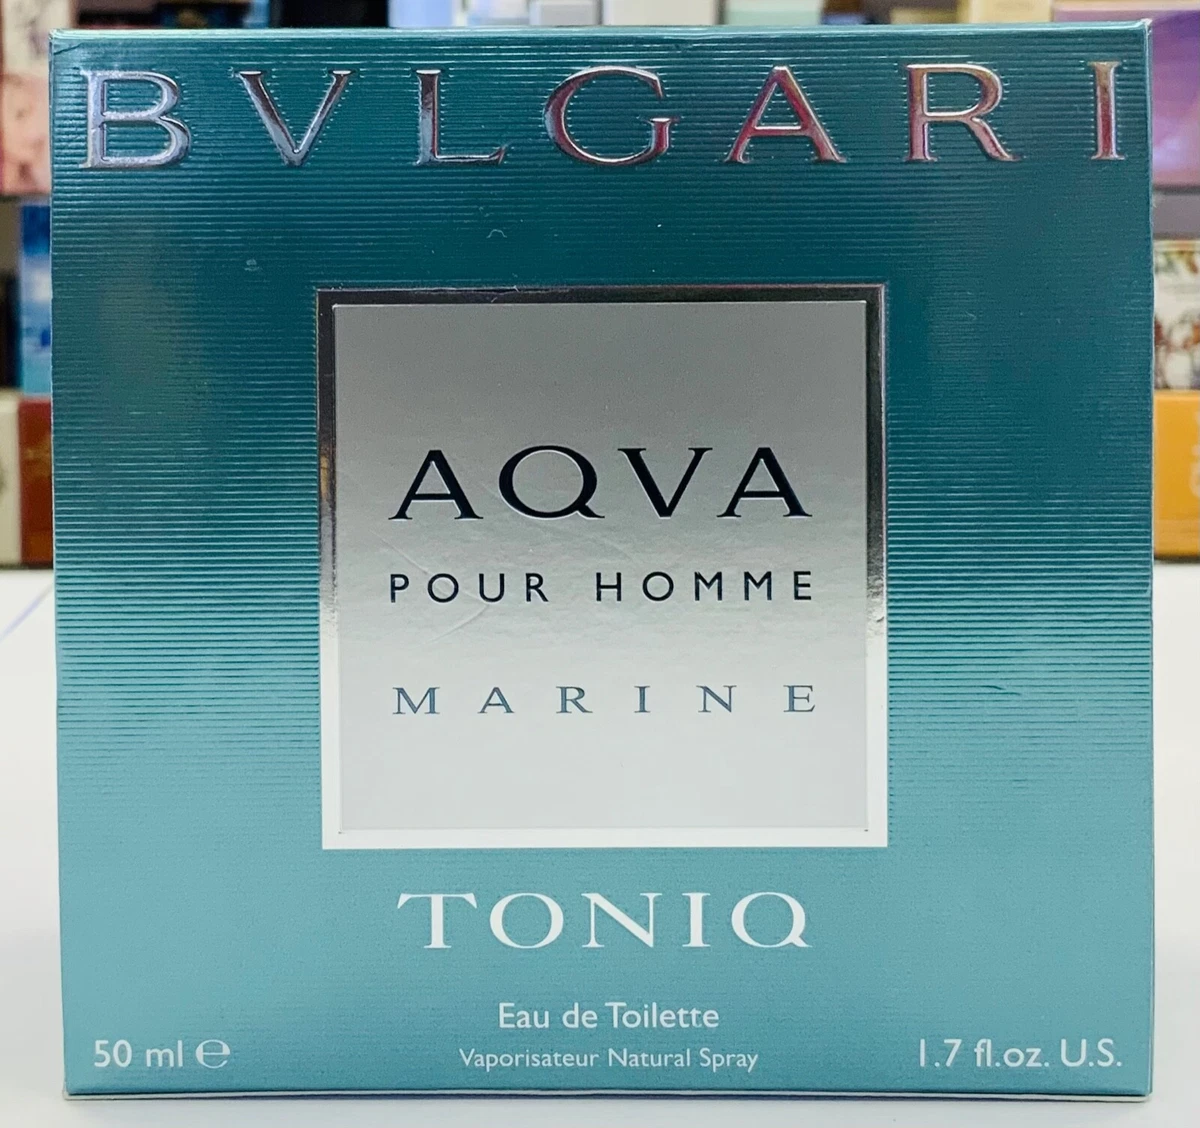 BVLGARI
AQVA
POUR HOMME
MARINE
TONIQ
Eau de Toilette
50 ml ℮ Vaporisateur Natural Spray 1.7 fl.oz. U.S.